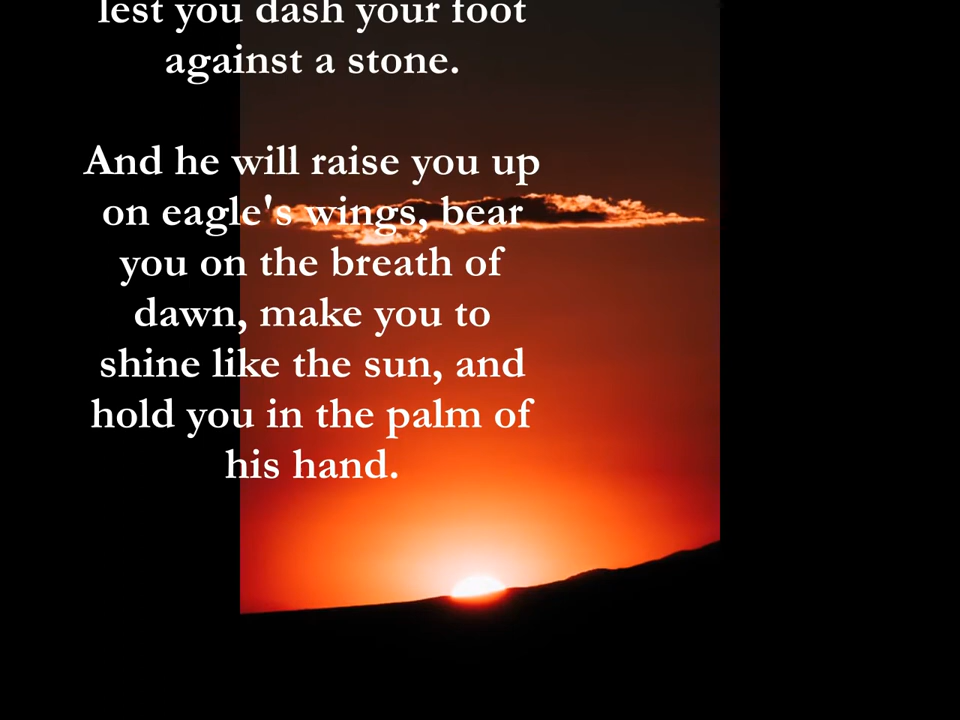 lest you dash your foot
against a stone.
And he will raise you up
on eagle's wings, bear
you on the breath of
dawn, make you to
shine like the sun, and
hold you in the palm of
his hand.